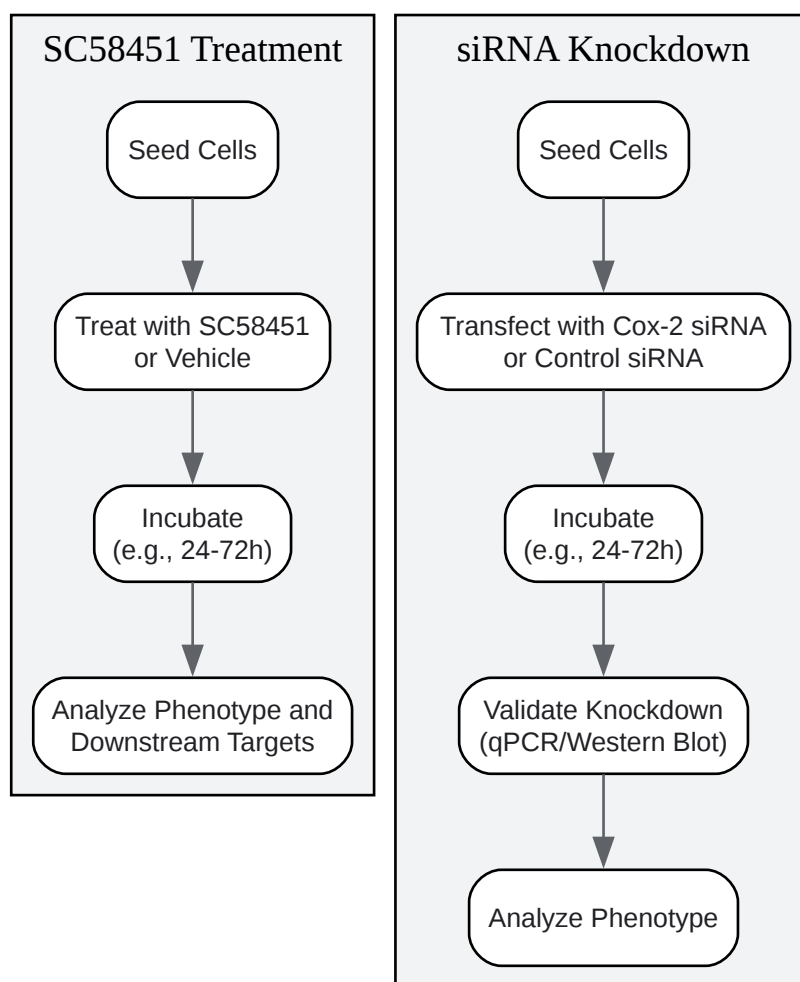 SC58451 Treatment
Seed Cells
Treat with SC58451
or Vehicle
Incubate
(e.g., 24-72h)
Analyze Phenotype and
Downstream Targets
siRNA Knockdown
Seed Cells
Transfect with Cox-2 siRNA
or Control siRNA
Incubate
(e.g., 24-72h)
Validate Knockdown
(qPCR/Western Blot)
Analyze Phenotype